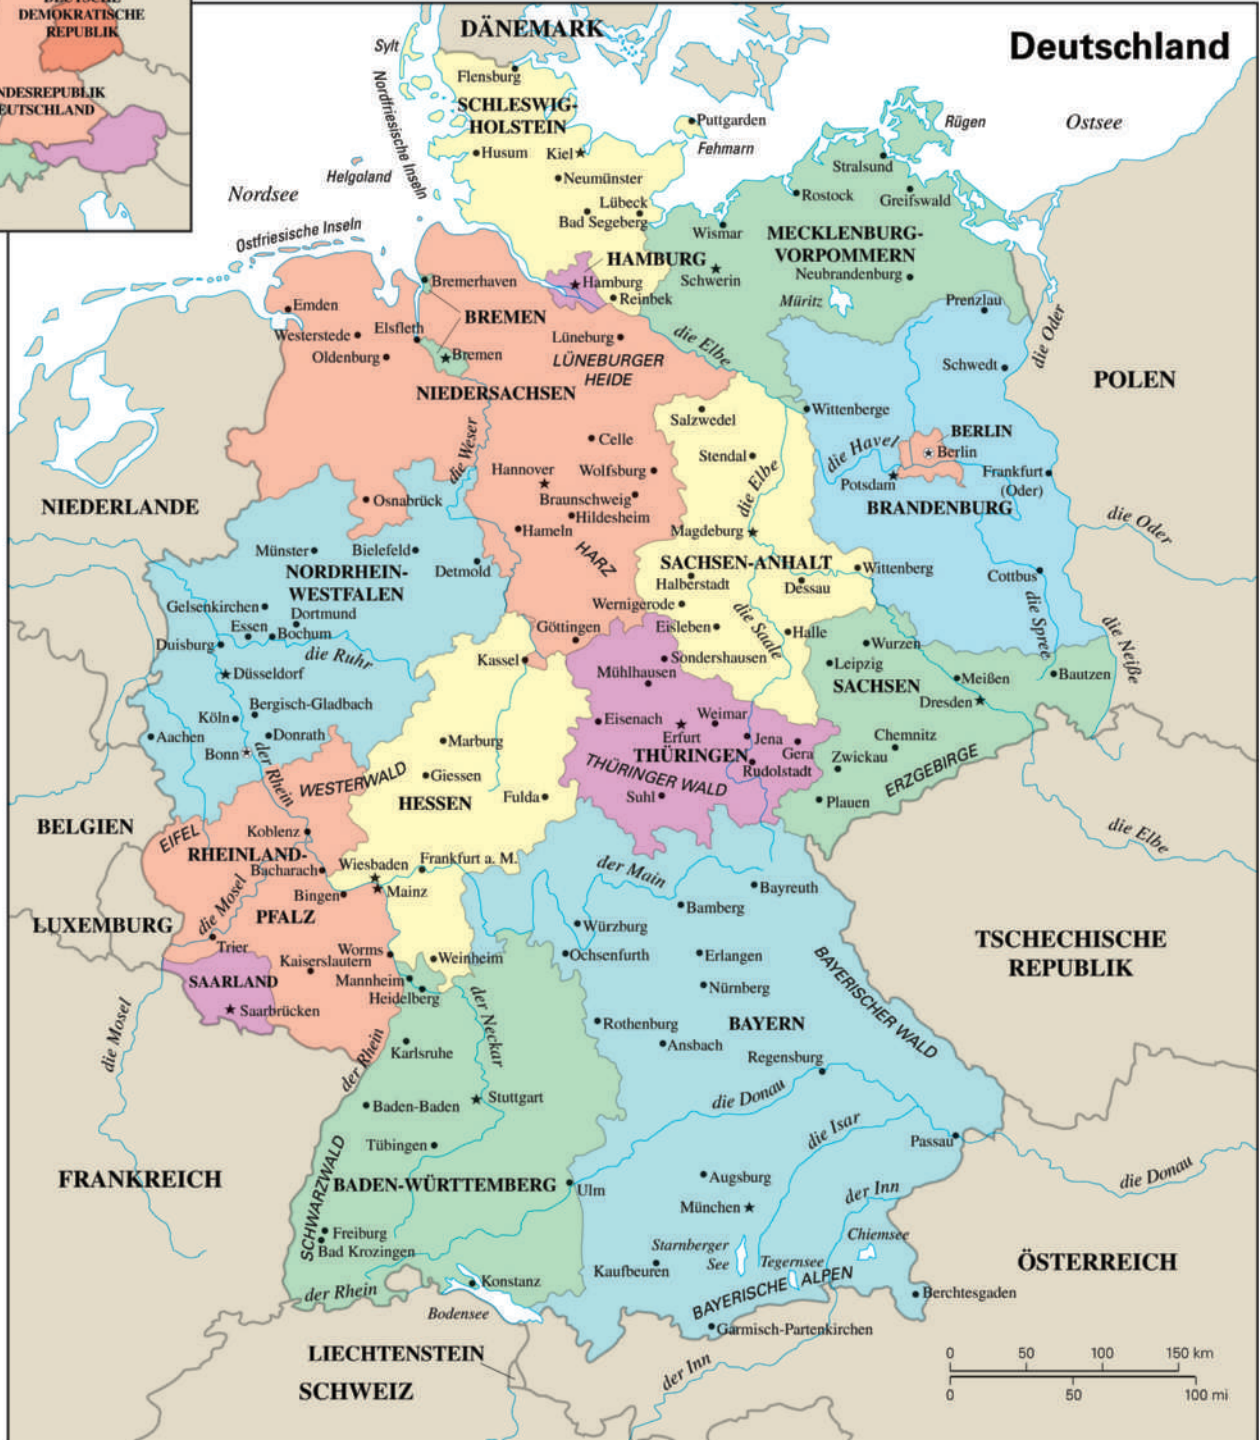 DEUTSCHE
DEMOKRATISCHE
REPUBLIK
NDESREPUBLIK
EUTSCHLAND
Deutschland
DÄNEMARK
Sylt
Nordfriesische Inseln
Flensburg
SCHLESWIG-
HOLSTEIN
Puttgarden
Fehmarn
Rügen
Ostsee
Husum
Kiel
Helgoland
Nordsee
Neumünster
Stralsund
Rostock
Greifswald
Lübeck
Bad Segeberg
Wismar
MECKLENBURG-
VORPOMMERN
Ostfriesische Inseln
HAMBURG
Hamburg
Schwerin
Neubrandenburg
Bremerhaven
Reinbek
Müritz
Prenzlau
Emden
BREMEN
Westerstede
Elsfleth
Lüneburg
die Elbe
die Oder
Oldenburg
Bremen
LÜNEBURGER
HEIDE
Schwedt
POLEN
NIEDERSACHSEN
Salzwedel
Wittenberge
BERLIN
Berlin
die Weser
Celle
Stendal
die Elbe
die Havel
Hannover
Wolfsburg
Potsdam
Frankfurt
(Oder)
NIEDERLANDE
Osnabrück
Braunschweig
Hildesheim
BRANDENBURG
die Oder
Hameln
Magdeburg
Münster
Bielefeld
HARZ
SACHSEN-ANHALT
Detmold
NORDRHEIN-
WESTFALEN
Halberstadt
Dessau
Wittenberg
Cottbus
Gelsenkirchen
Dortmund
Wernigerode
die Saale
die Spree
die Neiße
Essen
Bochum
Göttingen
Eisleben
Halle
Wurzen
Duisburg
die Ruhr
Kassel
Sondershausen
Leipzig
Mühlhausen
SACHSEN
Meißen
Bautzen
Düsseldorf
Dresden
Köln
Bergisch-Gladbach
Eisenach
Weimar
Aachen
Donrath
Marburg
Erfurt
Jena
Chemnitz
Bonn
der Rhein
THÜRINGEN
Gera
Zwickau
WESTERWALD
Giessen
THÜRINGER WALD
Rudolstadt
ERZGEBIRGE
HESSEN
Fulda
Suhl
Plauen
BELGIEN
EIFEL
Koblenz
die Elbe
RHEINLAND-
PFALZ
Bacharach
Wiesbaden
Frankfurt a. M.
der Main
Bayreuth
Bingen
Mainz
Bamberg
LUXEMBURG
die Mosel
Würzburg
Trier
Worms
Weinheim
Ochsenfurth
Erlangen
TSCHECHISCHE
REPUBLIK
Kaiserslautern
SAARLAND
Mannheim
BAYERISCHER WALD
Heidelberg
Nürnberg
Saarbrücken
der Neckar
Rothenburg
BAYERN
die Mosel
der Rhein
Karlsruhe
Ansbach
Regensburg
Baden-Baden
Stuttgart
die Donau
die Isar
Passau
Tübingen
FRANKREICH
SCHWARZWALD
BADEN-WÜRTTEMBERG
Ulm
Augsburg
die Donau
München
der Inn
Freiburg
Bad Krozingen
Starnberger
See
Tegernsee
Chiemsee
ÖSTERREICH
Kaufbeuren
der Rhein
Konstanz
BAYERISCHE ALPEN
Berchtesgaden
Bodensee
Garmisch-Partenkirchen
LIECHTENSTEIN
SCHWEIZ
der Inn
0 50 100 150 km
0 50 100 mi